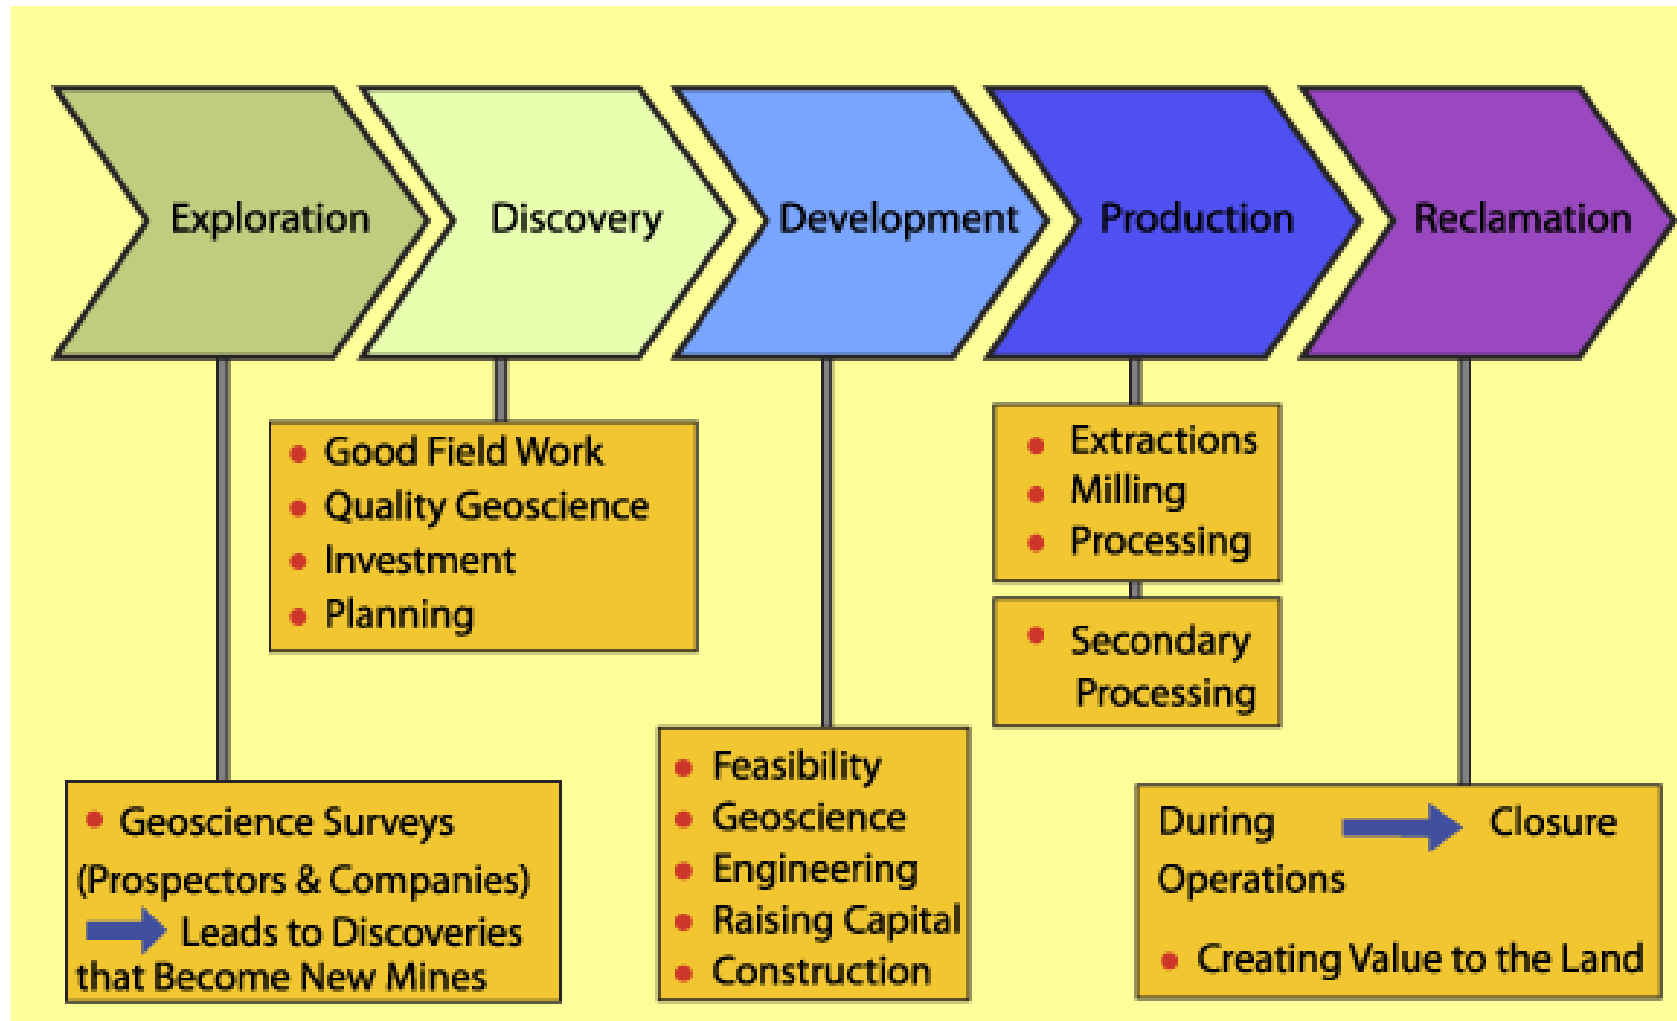 Exploration
Discovery
Development
Production
Reclamation
Good Field Work
Quality Geoscience
Investment
Planning
Extractions
Milling
Processing
Secondary
Processing
Geoscience Surveys
(Prospectors & Companies)
Leads to Discoveries
that Become New Mines
Feasibility
Geoscience
Engineering
Raising Capital
Construction
During Closure
Operations
Creating Value to the Land